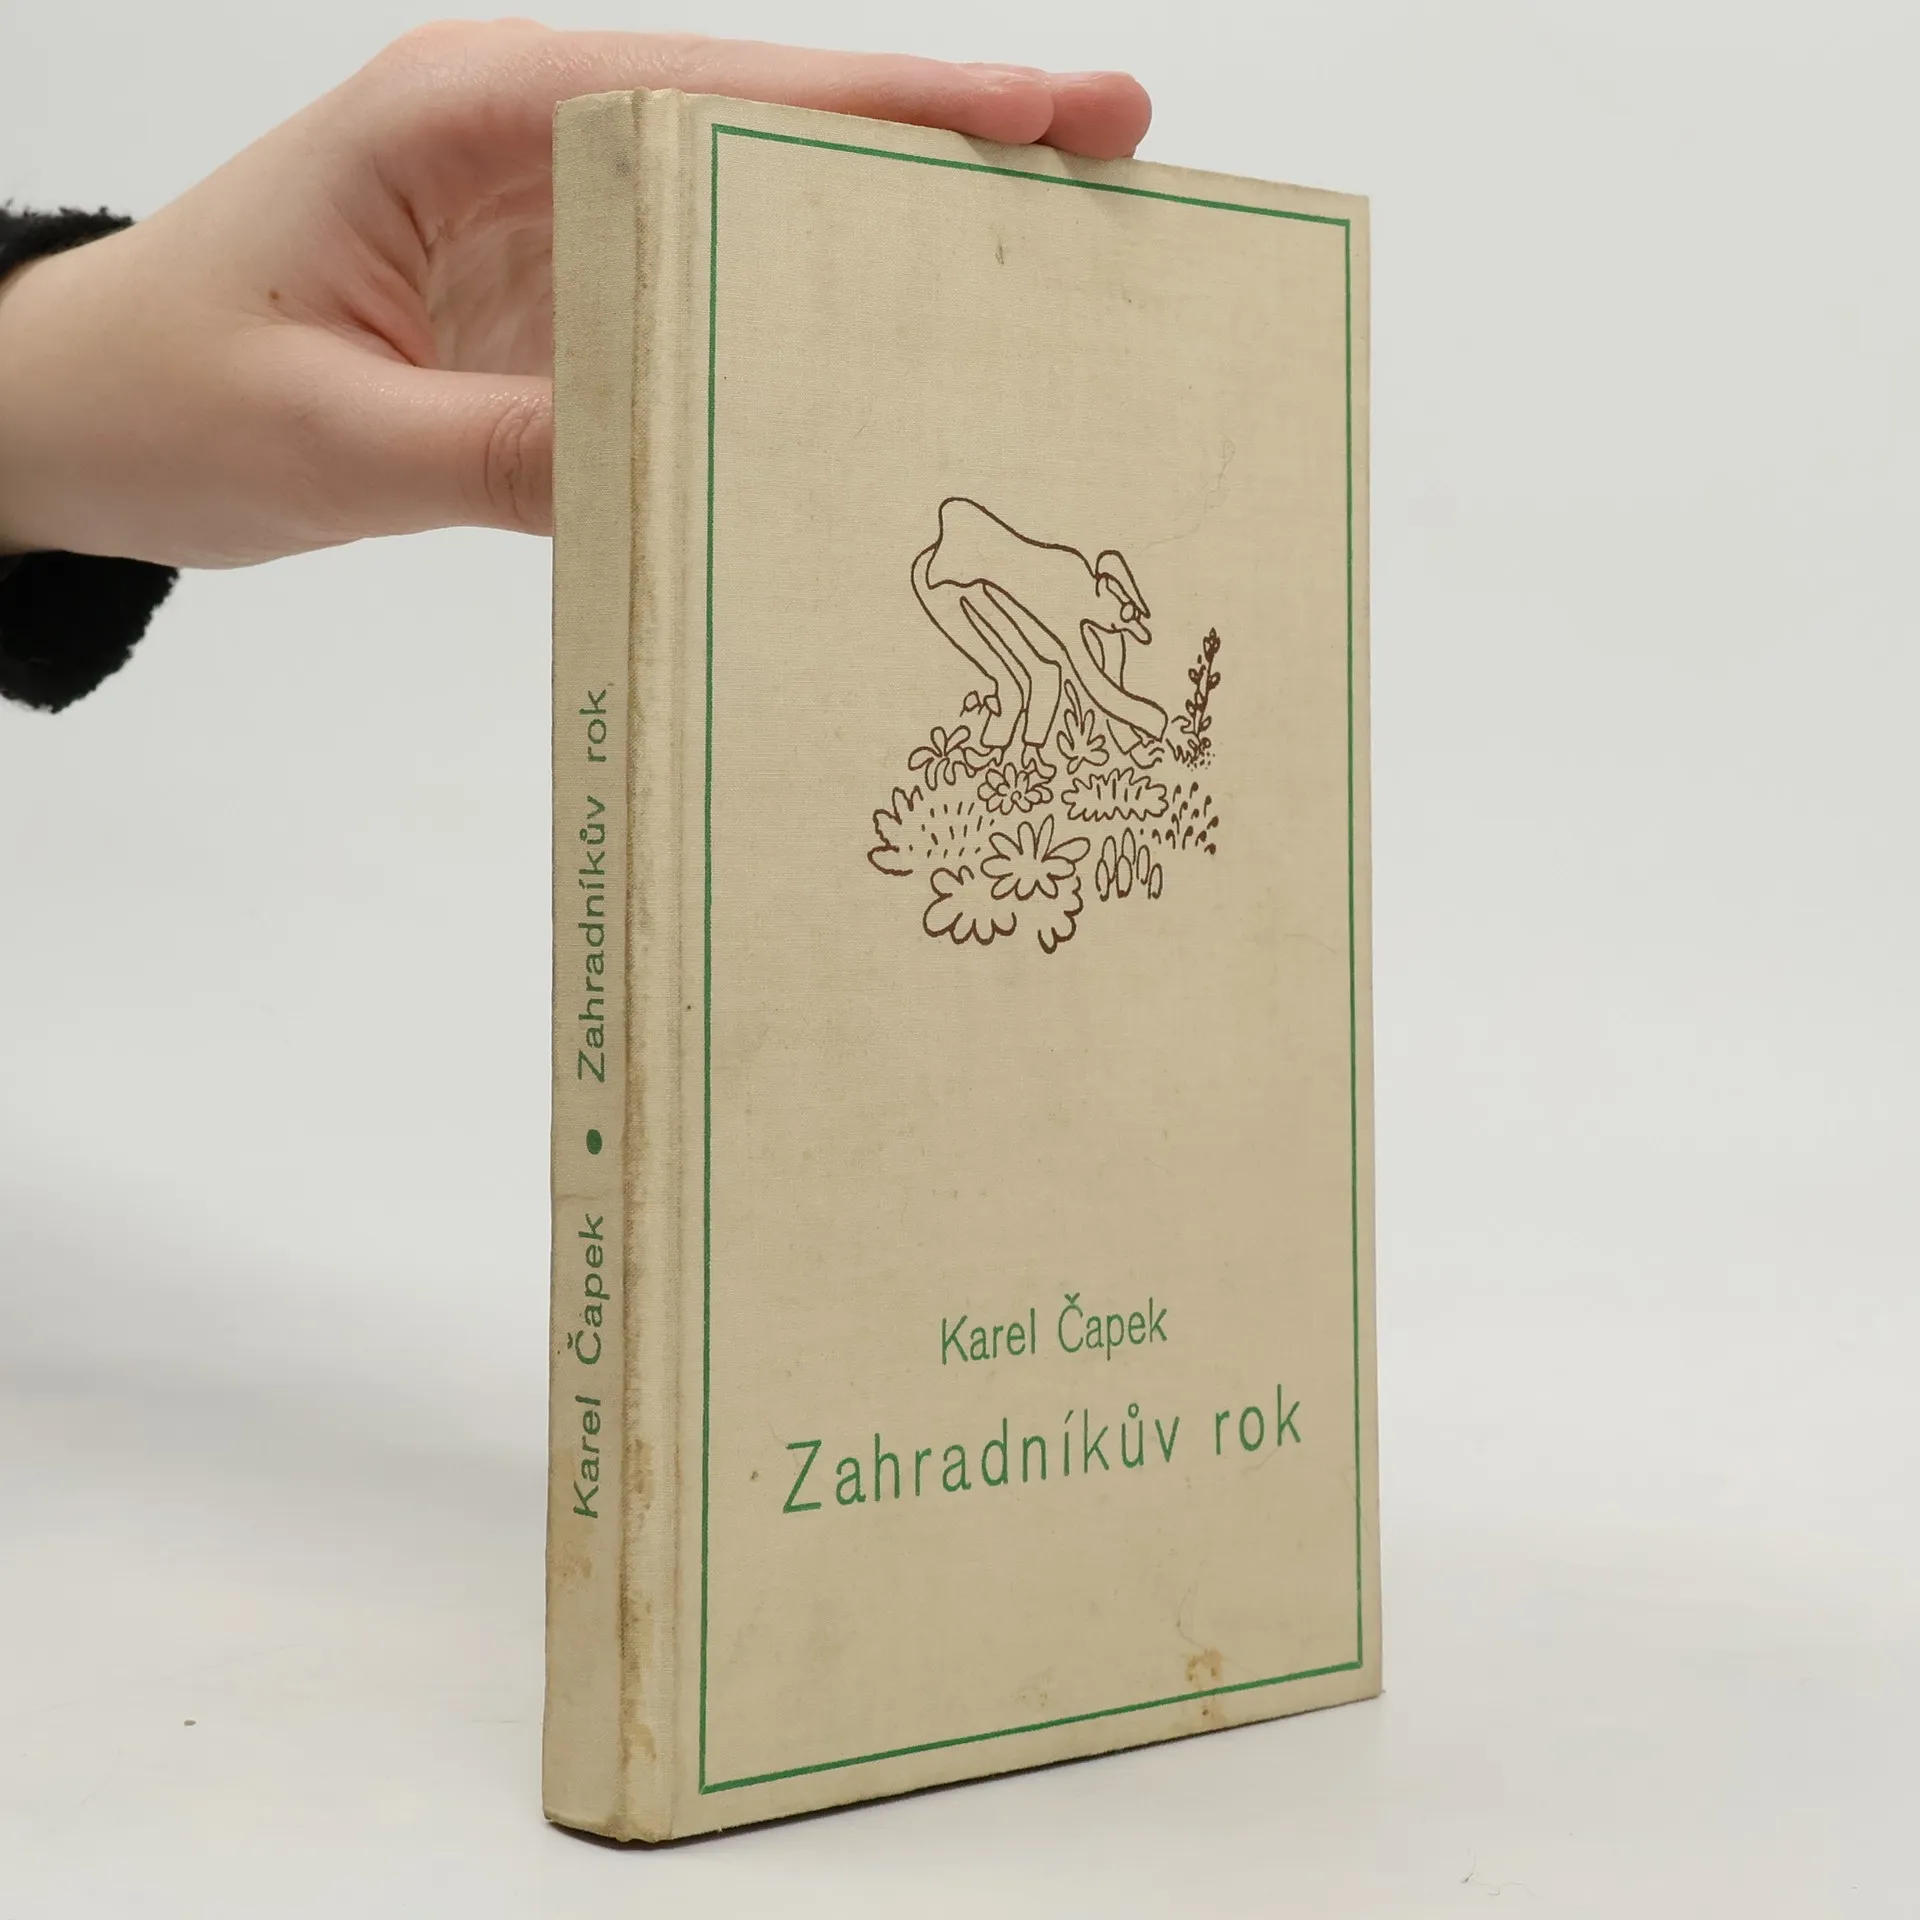 Karel Čapek • Zahradníkův rok
Karel Čapek
Zahradníkův rok